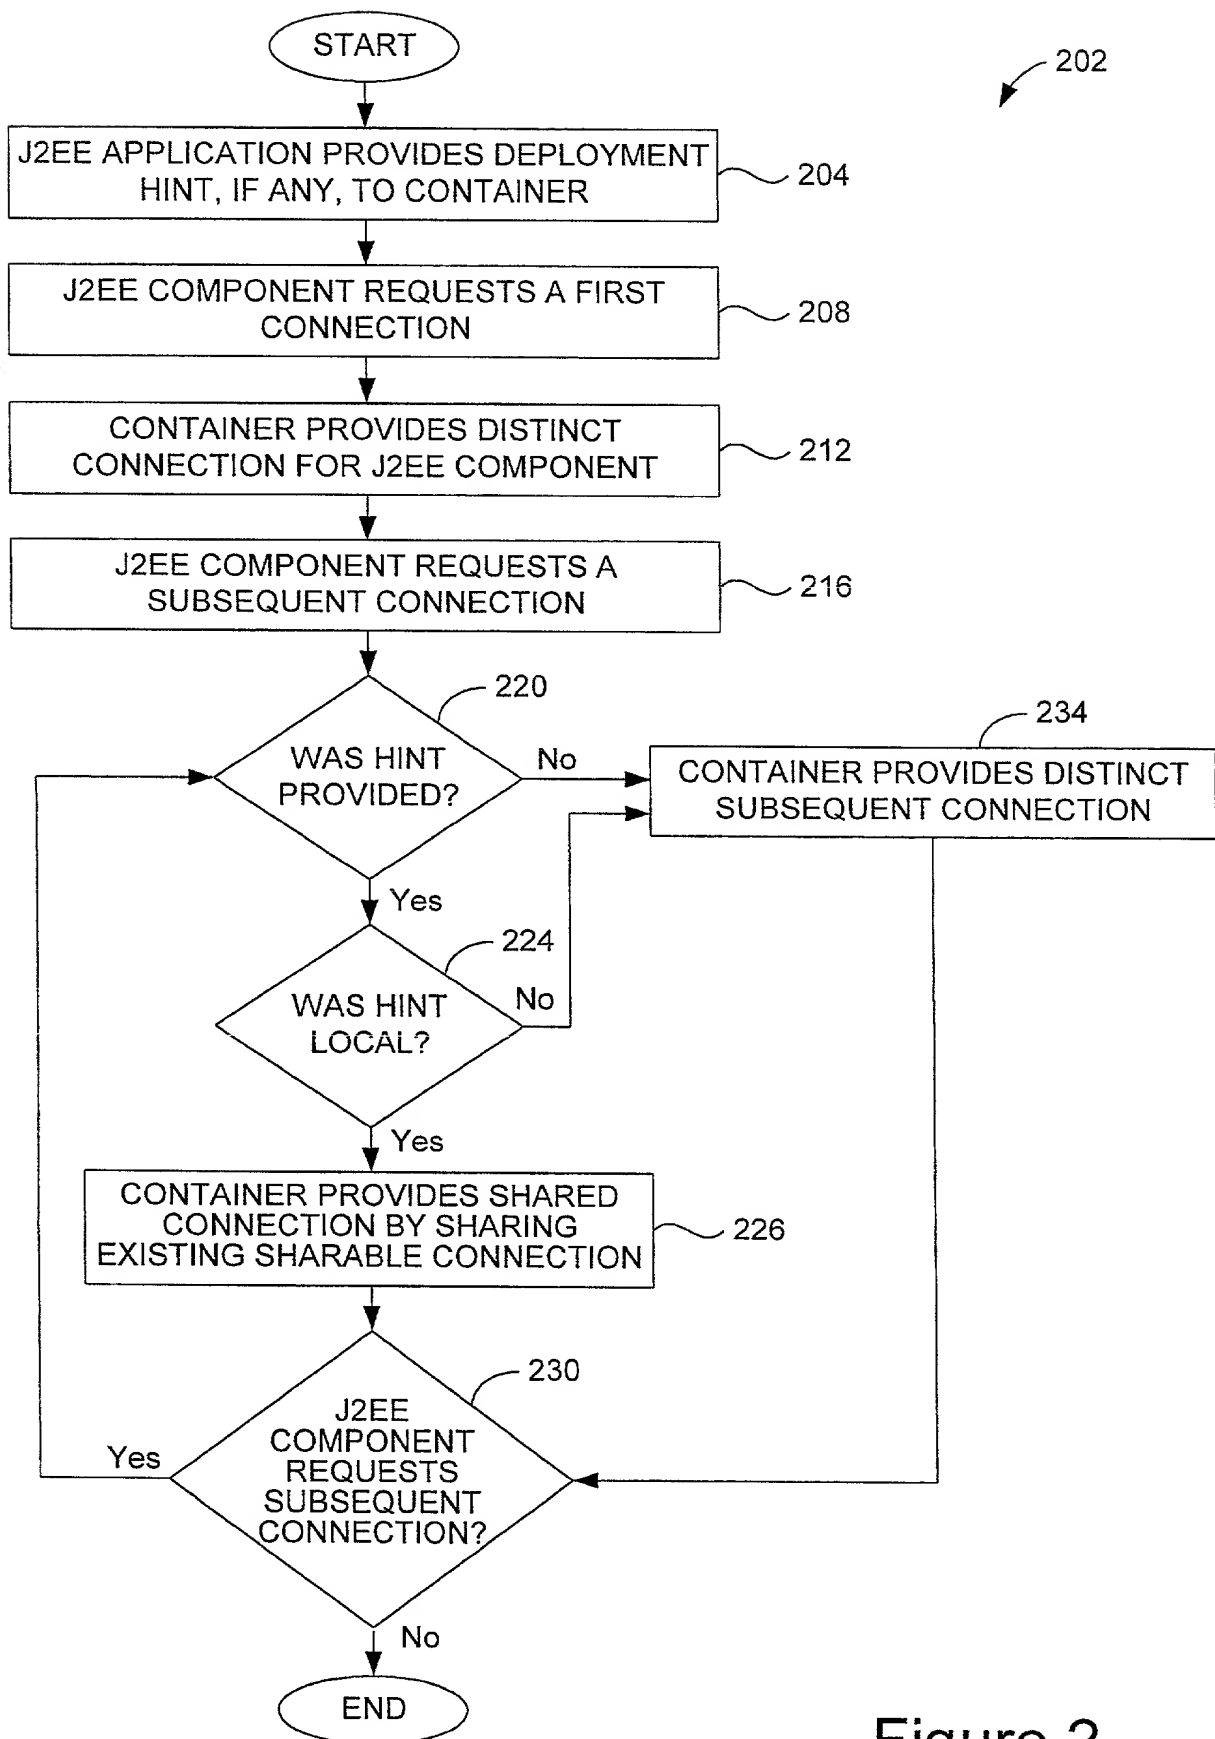 START
202
J2EE APPLICATION PROVIDES DEPLOYMENT
HINT, IF ANY, TO CONTAINER
204
J2EE COMPONENT REQUESTS A FIRST
CONNECTION
208
CONTAINER PROVIDES DISTINCT
CONNECTION FOR J2EE COMPONENT
212
J2EE COMPONENT REQUESTS A
SUBSEQUENT CONNECTION
216
220
WAS HINT
PROVIDED?
No
234
CONTAINER PROVIDES DISTINCT
SUBSEQUENT CONNECTION
Yes
224
WAS HINT
LOCAL?
No
Yes
CONTAINER PROVIDES SHARED
CONNECTION BY SHARING
EXISTING SHARABLE CONNECTION
226
230
J2EE
COMPONENT
REQUESTS
SUBSEQUENT
CONNECTION?
Yes
No
END
Figure 2